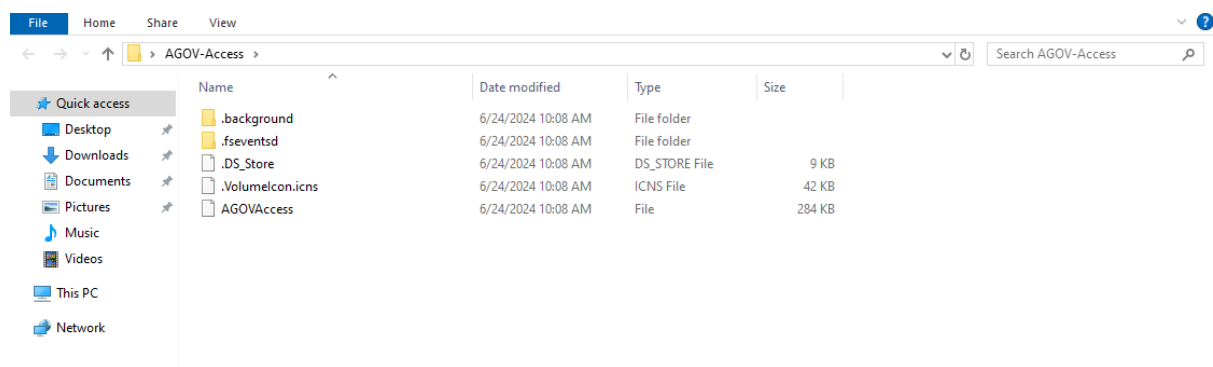 File Home Share View ?
AGOV-Access Search AGOV-Access
Name Date modified Type Size
Quick access
.background 6/24/2024 10:08 AM File folder
Desktop
.fseventsd 6/24/2024 10:08 AM File folder
Downloads
.DS_Store 6/24/2024 10:08 AM DS_STORE File 9 KB
Documents
.VolumeIcon.icns 6/24/2024 10:08 AM ICNS File 42 KB
Pictures
AGOVAccess 6/24/2024 10:08 AM File 284 KB
Music
Videos
This PC
Network